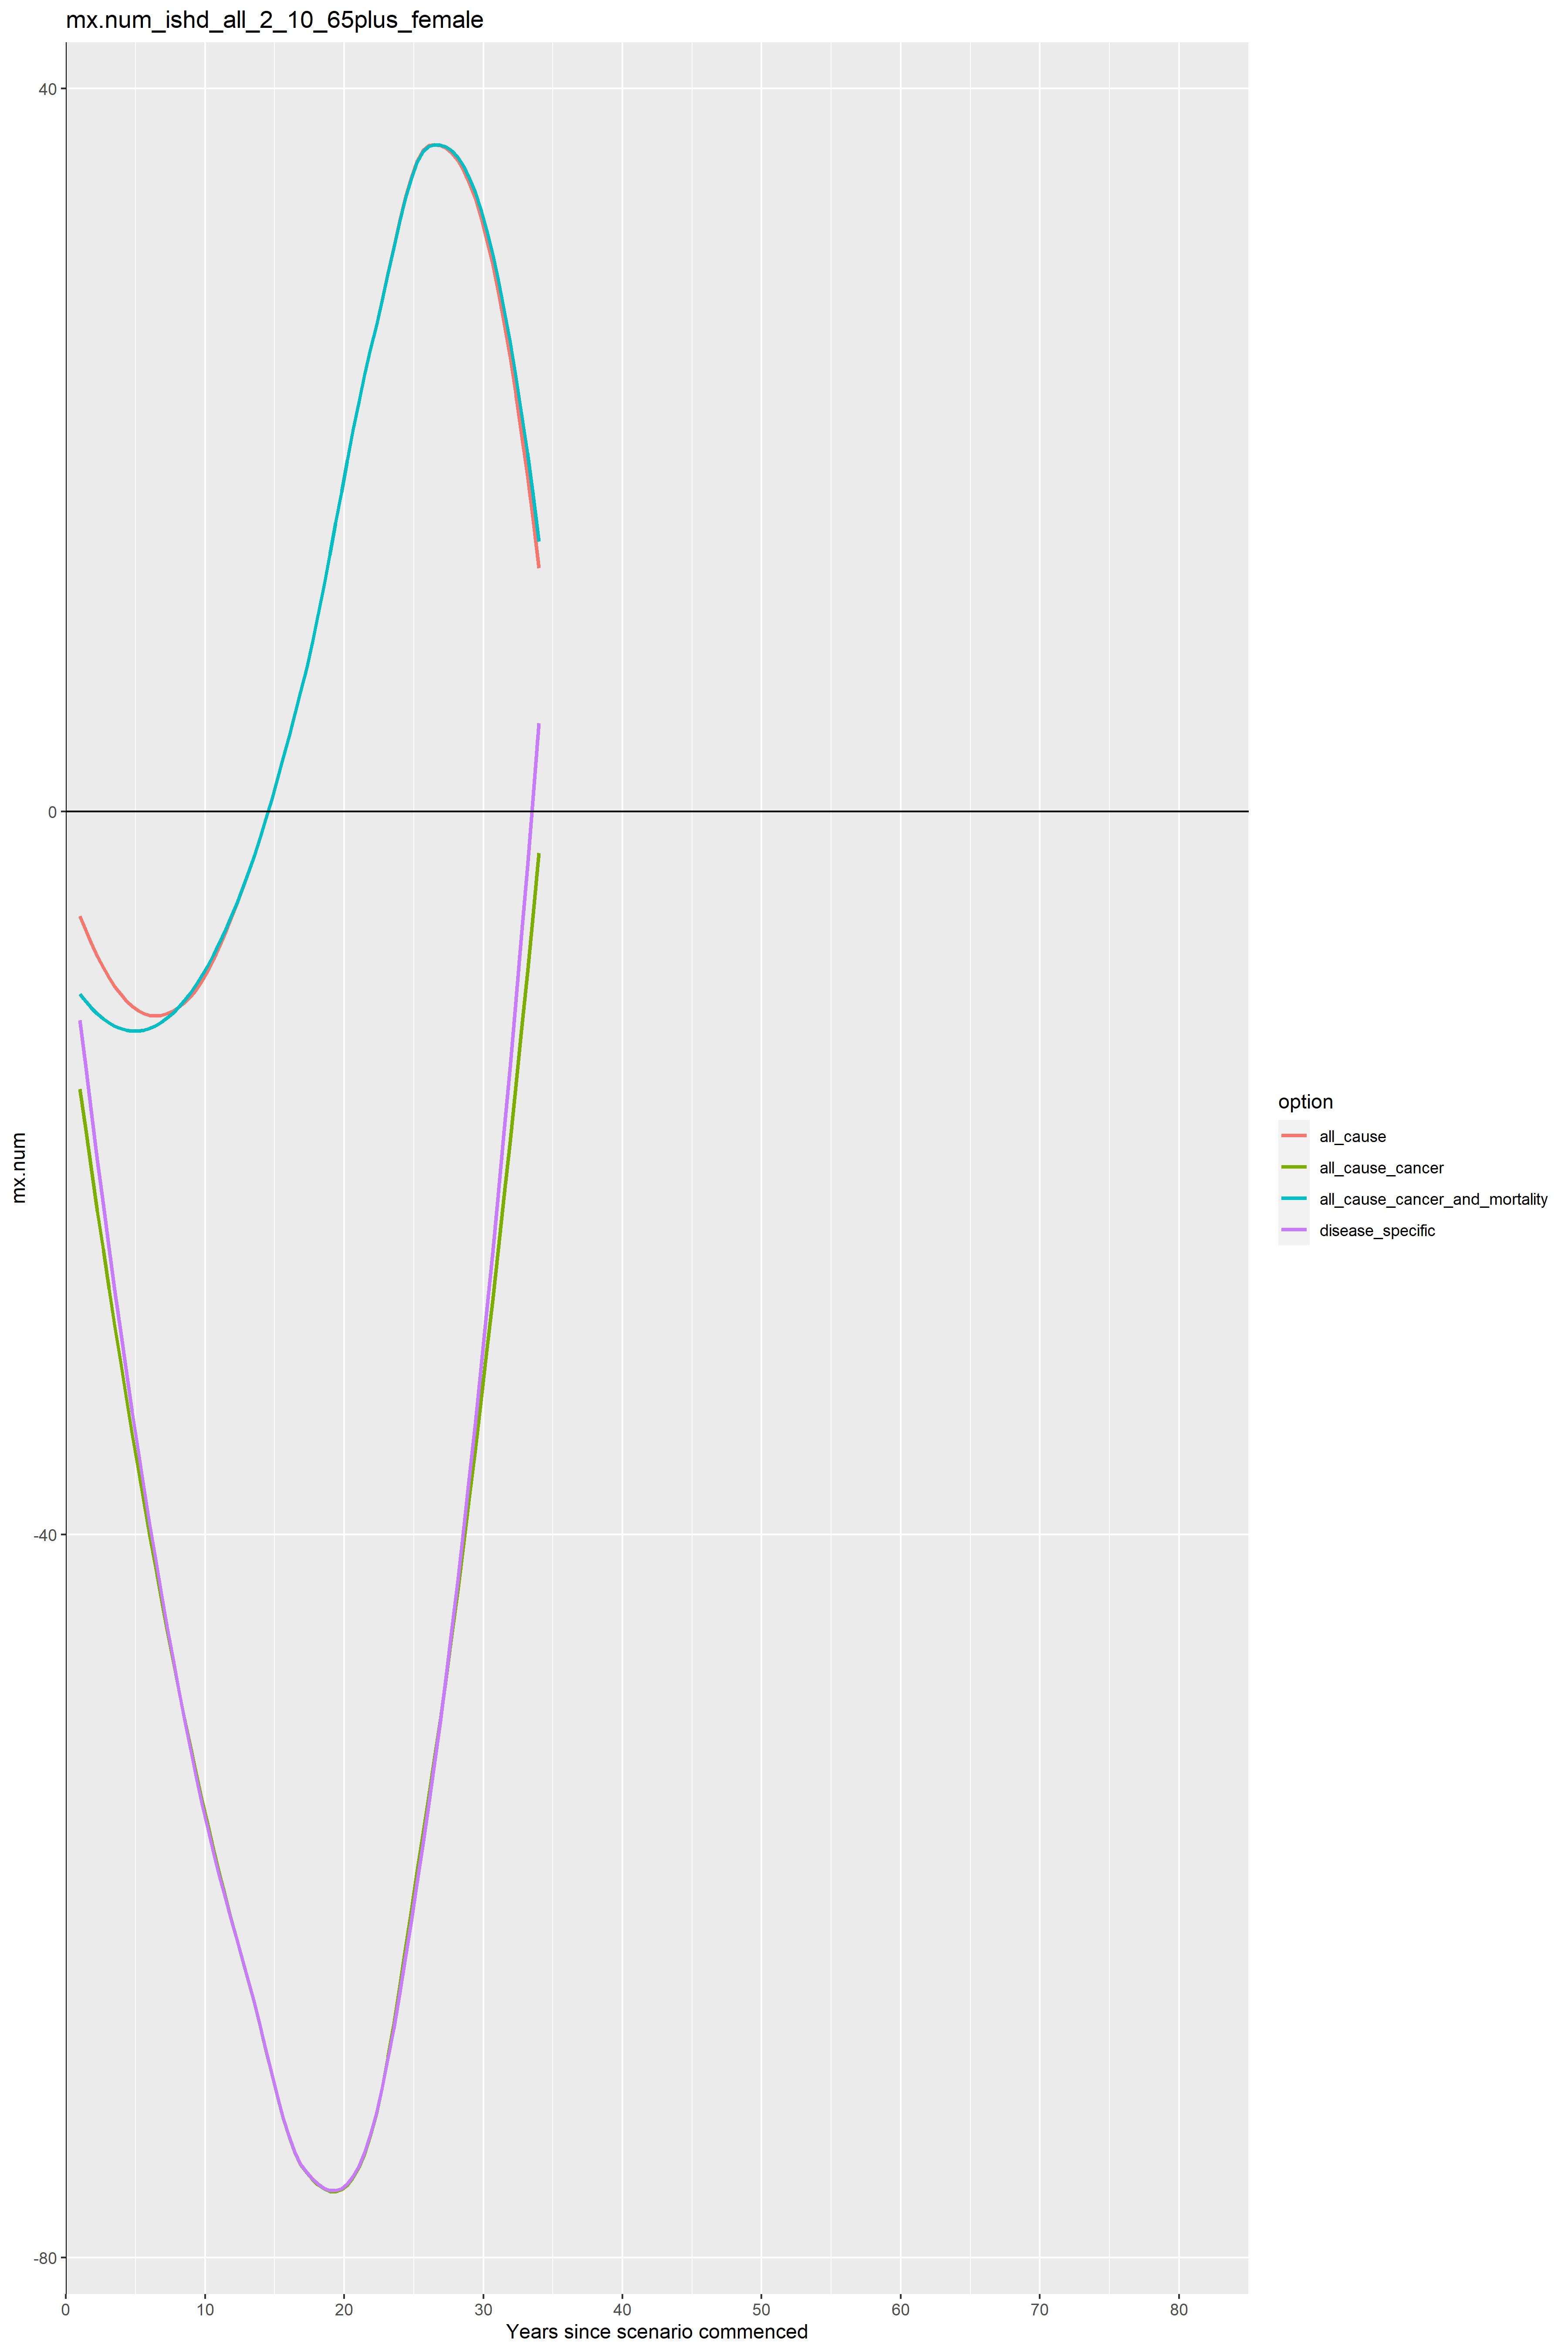 mx.num_ishd_all_2_10_65plus_female
40
0
-40
-80
mx.num
0 10 20 30 40 50 60 70 80
Years since scenario commenced
option
all_cause
all_cause_cancer
all_cause_cancer_and_mortality
disease_specific